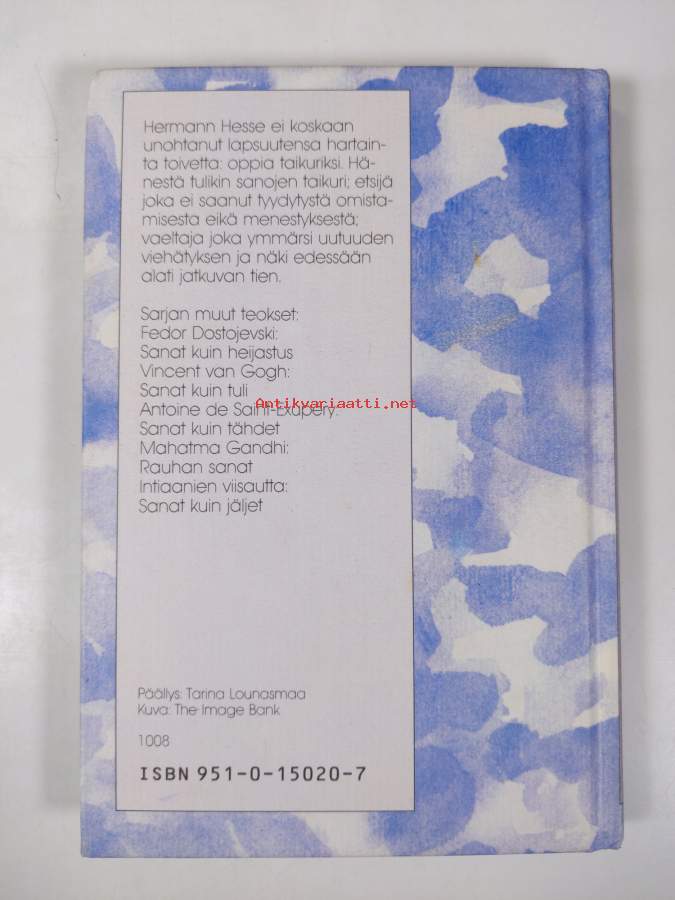 Hermann Hesse ei koskaan
unohtanut lapsuutensa hartain-
ta toivetta: oppia taikuriksi. Hä-
nestä tulikin sanojen taikuri; etsijä
joka ei saanut tyydytystä omista-
misesta eikä menestyksestä;
vaeltaja joka ymmärsi uutuuden
viehätyksen ja näki edessään
alati jatkuvan tien.
Sarjan muut teokset:
Fedor Dostojevski:
Sanat kuin heijastus
Vincent van Gogh:
Sanat kuin tuli
Antikvariaatti.net
Antoine de Saint-Exupéry:
Sanat kuin tähdet
Mahatma Gandhi:
Rauhan sanat
Intiaanien viisautta:
Sanat kuin jäljet
Päällys: Tarina Lounasmaa
Kuva: The Image Bank
1008
ISBN 951-0-15020-7